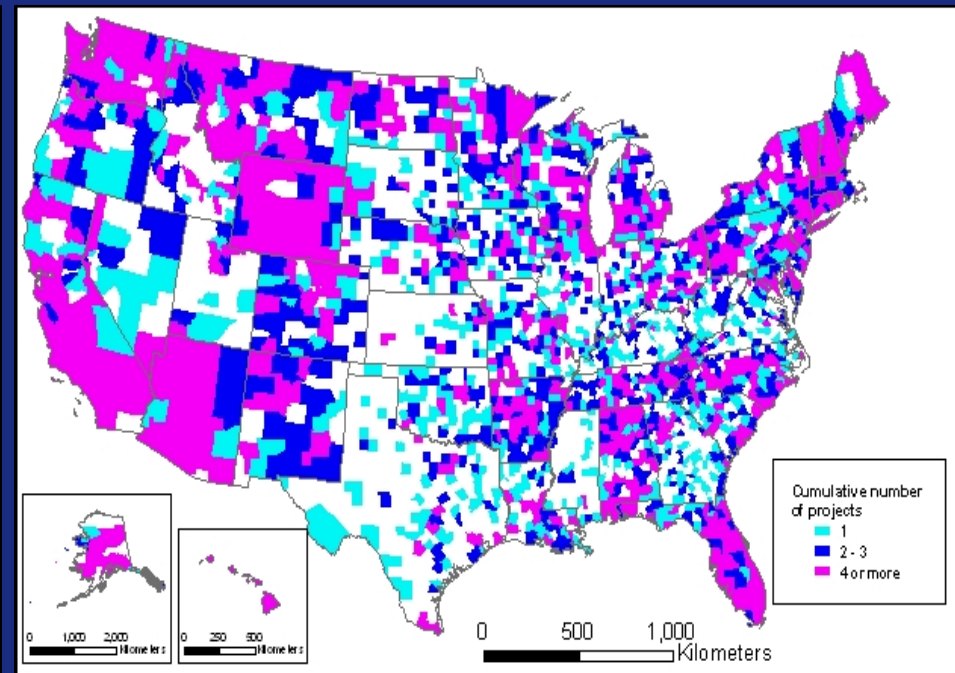 Cumulative number
of projects
1
2 - 3
4 or more
0 1,000 2,000
Kilometers
0 250 500
Kilometers
0 500 1,000
Kilometers